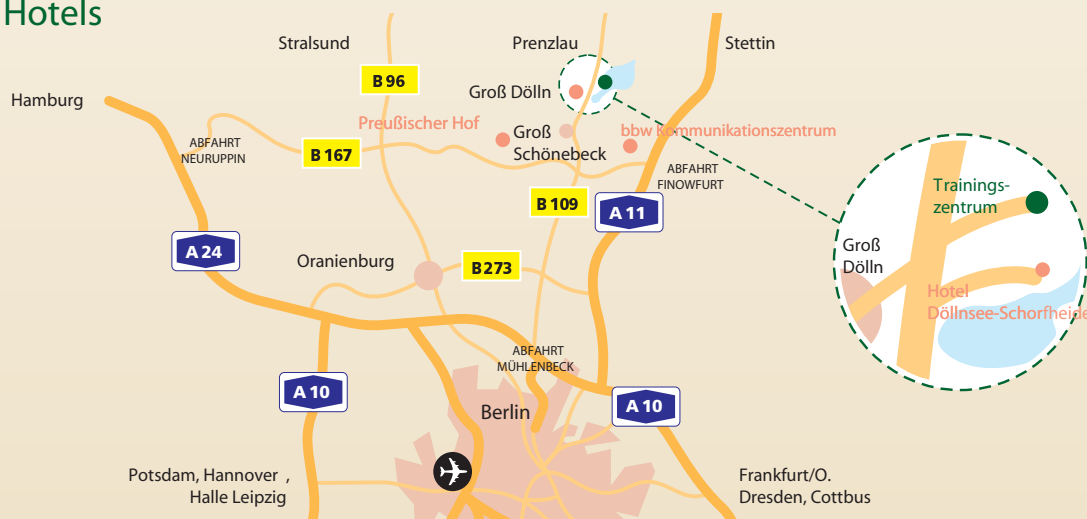 Hotels
Stralsund
Prenzlau
Stettin
B 96
Hamburg
Groß Dölln
Preußischer Hof
Groß
Schönebeck
bbw Kommunikationszentrum
ABFAHRT
NEURUPPIN
B 167
ABFAHRT
FINOWFURT
Trainings-
zentrum
B 109
A 11
A 24
Groß
Dölln
Oranienburg
B273
Hotel
Döllnsee-Schorfheide
ABFAHRT
MÜHLENBECK
A 10
Berlin
A 10
Potsdam, Hannover ,
Halle Leipzig
Frankfurt/O.
Dresden, Cottbus